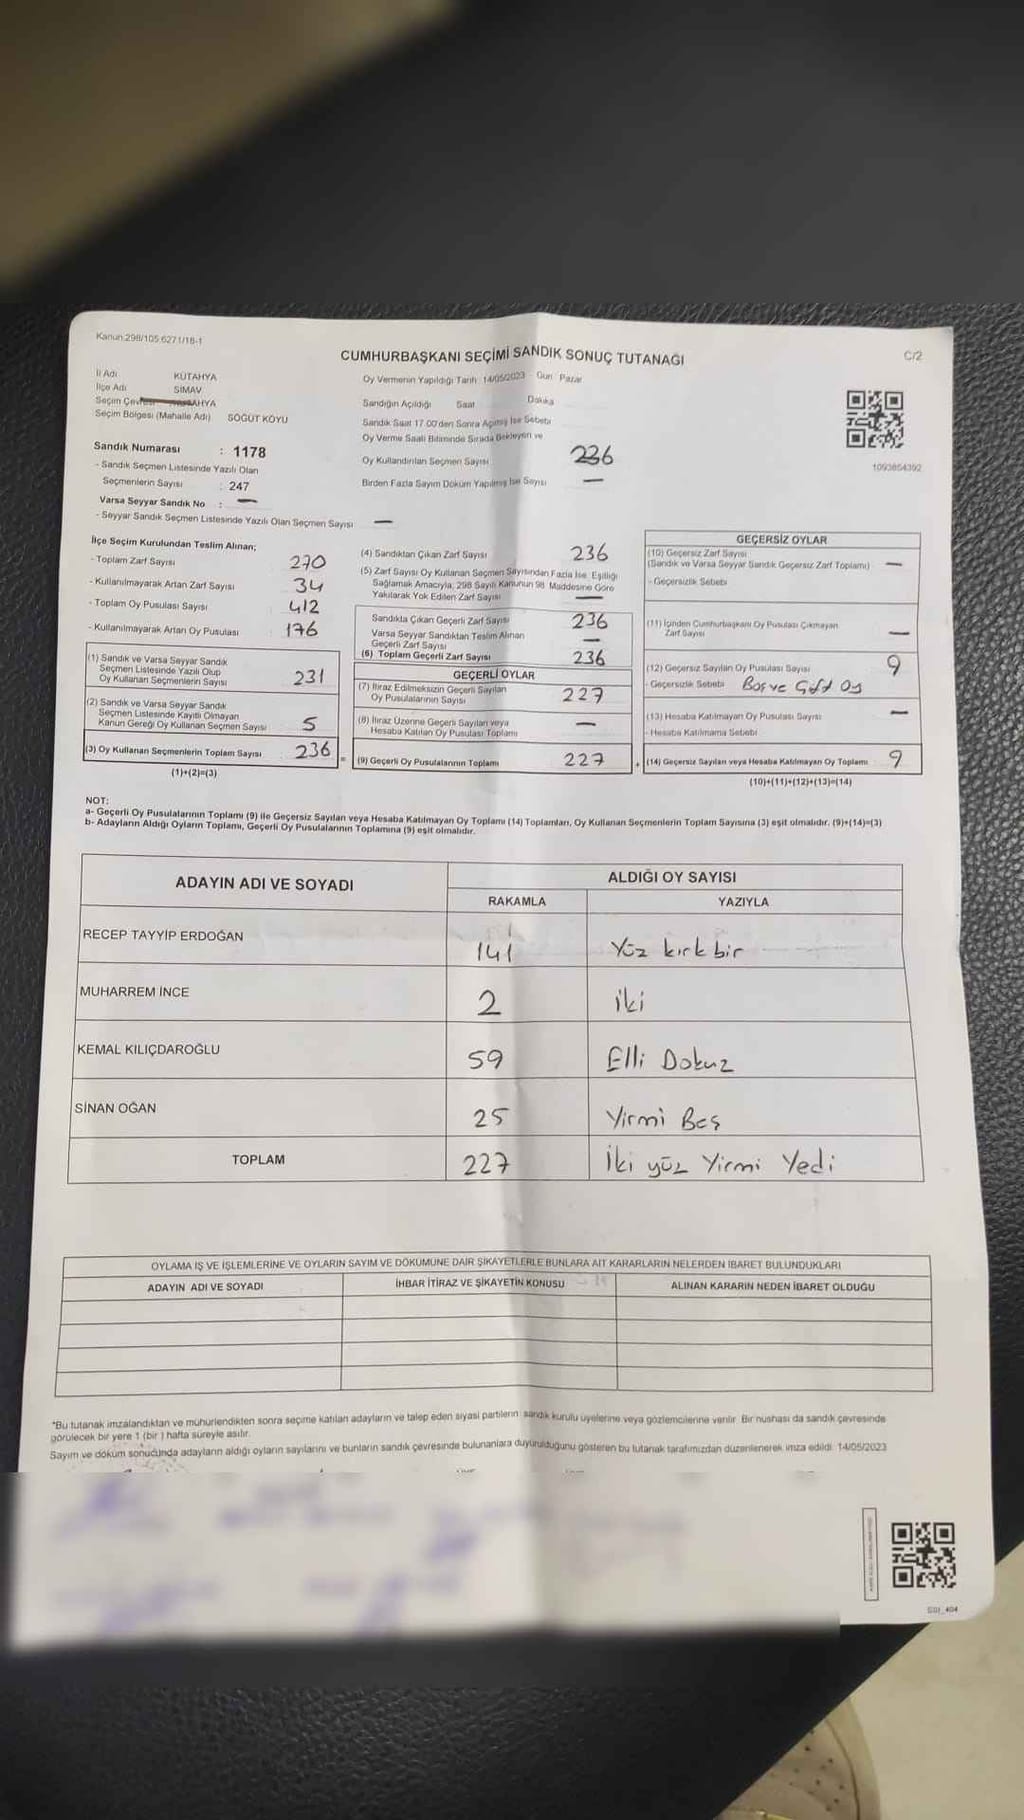 Kanun:298/105.6271/18-1
CUMHURBAŞKANI SEÇİMİ SANDIK SONUÇ TUTANAĞI
C/2
İl Adı KÜTAHYA
İlçe Adı SİMAV
Seçim Bölgesi (Mahalle Adı) SÖĞÜT KÖYÜ
Oy Vermenin Yapıldığı Tarih 14/05/2023 Gün Pazar
Sandığın Açıldığı Saat Dakika
Sandık Saat 17.00'den Sonra Açılmış İse Sebebi
Oy Verme Saati Bitiminde Sırada Bekleyen ve
Oy Kullandırılan Seçmen Sayısı 236
Birden Fazla Sayım Döküm Yapılmış İse Sayısı —
1093854392
Sandık Numarası : 1178
- Sandık Seçmen Listesinde Yazılı Olan
Seçmenlerin Sayısı : 247
Varsa Seyyar Sandık No : —
- Seyyar Sandık Seçmen Listesinde Yazılı Olan Seçmen Sayısı —
İlçe Seçim Kurulundan Teslim Alınan;
- Toplam Zarf Sayısı 270
- Kullanılmayarak Artan Zarf Sayısı 34
- Toplam Oy Pusulası Sayısı 412
- Kullanılmayarak Artan Oy Pusulası 176
(1) Sandık ve Varsa Seyyar Sandık
Seçmen Listesinde Yazılı Olup
Oy Kullanan Seçmenlerin Sayısı 231
(2) Sandık ve Varsa Seyyar Sandık
Seçmen Listesinde Kayıtlı Olmayan
Kanun Gereği Oy Kullanan Seçmen Sayısı 5
(3) Oy Kullanan Seçmenlerin Toplam Sayısı 236
(1)+(2)=(3)
(4) Sandıktan Çıkan Zarf Sayısı 236
(5) Zarf Sayısı Oy Kullanan Seçmen Sayısından Fazla İse, Eşitliği
Sağlamak Amacıyla, 298 Sayılı Kanunun 98. Maddesine Göre
Yakılarak Yok Edilen Zarf Sayısı —
Sandıkta Çıkan Geçerli Zarf Sayısı 236
Varsa Seyyar Sandıktan Teslim Alınan
Geçerli Zarf Sayısı —
(6) Toplam Geçerli Zarf Sayısı 236
GEÇERLİ OYLAR
(7) İtiraz Edilmeksizin Geçerli Sayılan
Oy Pusulalarının Sayısı 227
(8) İtiraz Üzerine Geçerli Sayılan veya
Hesaba Katılan Oy Pusulası Toplamı —
= (9) Geçerli Oy Pusulalarının Toplamı 227
GEÇERSİZ OYLAR
(10) Geçersiz Zarf Sayısı
(Sandık ve Varsa Seyyar Sandık Geçersiz Zarf Toplamı) —
- Geçersizlik Sebebi
(11) İçinden Cumhurbaşkanı Oy Pusulası Çıkmayan
Zarf Sayısı —
(12) Geçersiz Sayılan Oy Pusulası Sayısı 9
- Geçersizlik Sebebi Boş ve Çift Oy
(13) Hesaba Katılmayan Oy Pusulası Sayısı —
- Hesaba Katılmama Sebebi
+ (14) Geçersiz Sayılan veya Hesaba Katılmayan Oy Toplamı 9
(10)+(11)+(12)+(13)=(14)
NOT:
a- Geçerli Oy Pusulalarının Toplamı (9) ile Geçersiz Sayılan veya Hesaba Katılmayan Oy Toplamı (14) Toplamları, Oy Kullanan Seçmenlerin Toplam Sayısına (3) eşit olmalıdır. (9)+(14)=(3)
b- Adayların Aldığı Oyların Toplamı, Geçerli Oy Pusulalarının Toplamına (9) eşit olmalıdır.
ADAYIN ADI VE SOYADI ALDIĞI OY SAYISI
RAKAMLA YAZIYLA
RECEP TAYYİP ERDOĞAN 141 Yüz kırk bir
MUHARREM İNCE 2 İki
KEMAL KILIÇDAROĞLU 59 Elli Dokuz
SİNAN OĞAN 25 Yirmi Beş
TOPLAM 227 İki yüz Yirmi Yedi
OYLAMA İŞ VE İŞLEMLERİNE VE OYLARIN SAYIM VE DÖKÜMÜNE DAİR ŞİKAYETLERLE BUNLARA AİT KARARLARIN NELERDEN İBARET BULUNDUKLARI
ADAYIN ADI VE SOYADI İHBAR İTİRAZ VE ŞİKAYETİN KONUSU ALINAN KARARIN NEDEN İBARET OLDUĞU
*Bu tutanak imzalandıktan ve mühürlendikten sonra seçime katılan adayların ve talep eden siyasi partilerin sandık kurulu üyelerine veya gözlemcilerine verilir. Bir nushası da sandık çevresinde
görülecek bir yere 1 (bir ) hafta süreyle asılır.
Sayım ve döküm sonucunda adayların aldığı oyların sayılarını ve bunların sandık çevresinde bulunanlara duyurulduğunu gösteren bu tutanak tarafımızdan düzenlenerek imza edildi. 14/05/2023